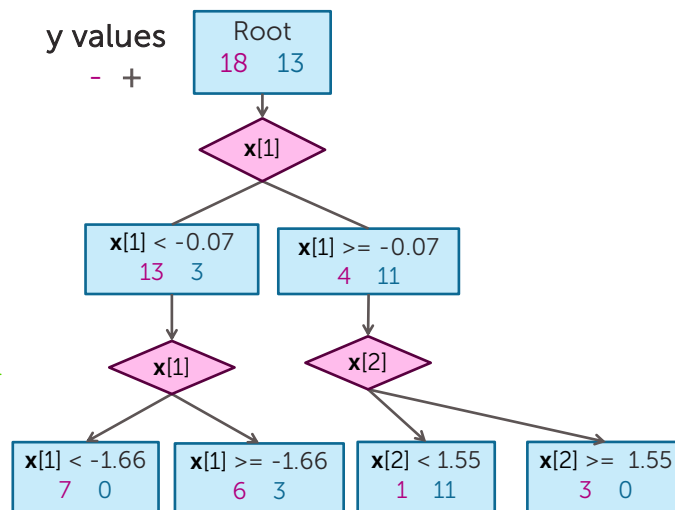 y values
- +
Root
18 13
x[1]
x[1] < -0.07
13 3
x[1] >= -0.07
4 11
x[1]
x[2]
x[1] < -1.66
7 0
x[1] >= -1.66
6 3
x[2] < 1.55
1 11
x[2] >= 1.55
3 0